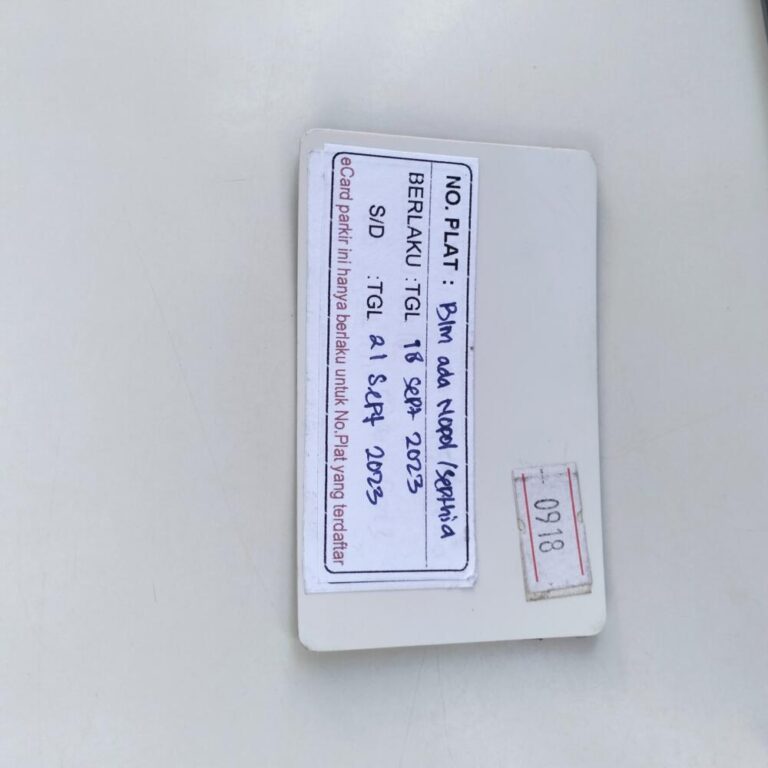 NO. PLAT : Blm ada Nopol / Septhia
BERLAKU : TGL 18 Sept 2023
S/D : TGL 21 Sept 2023
eCard parkir ini hanya berlaku untuk No.Plat yang terdaftar
0918